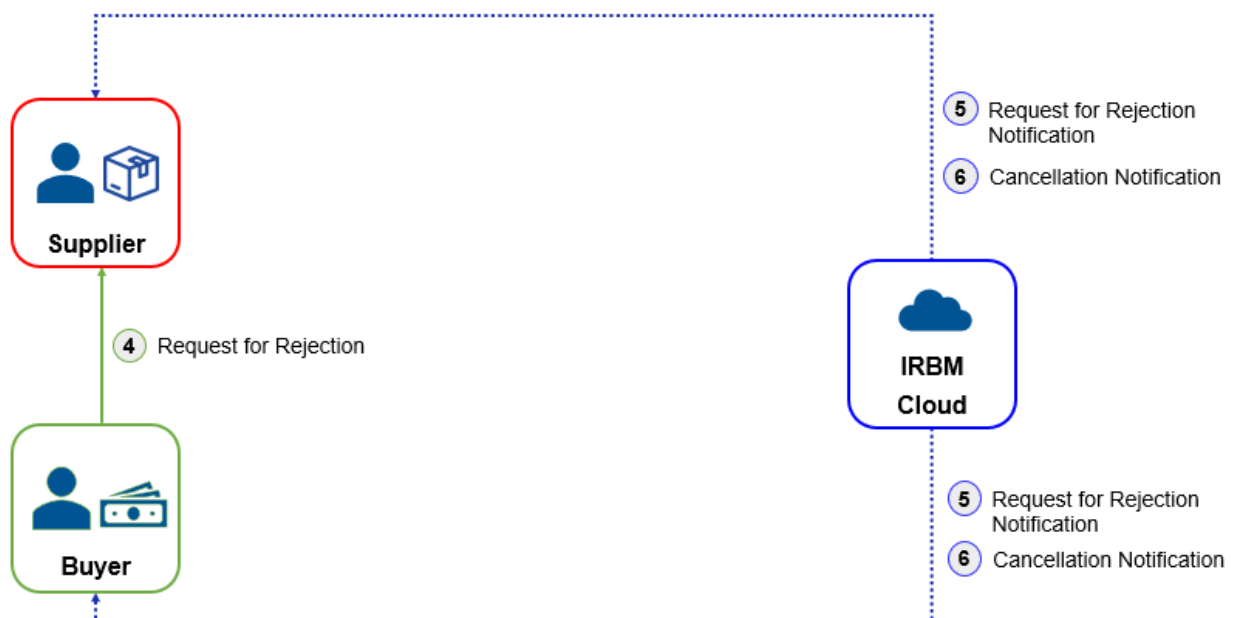 5 Request for Rejection
Notification
6 Cancellation Notification
Supplier
4 Request for Rejection
IRBM
Cloud
Buyer
5 Request for Rejection
Notification
6 Cancellation Notification